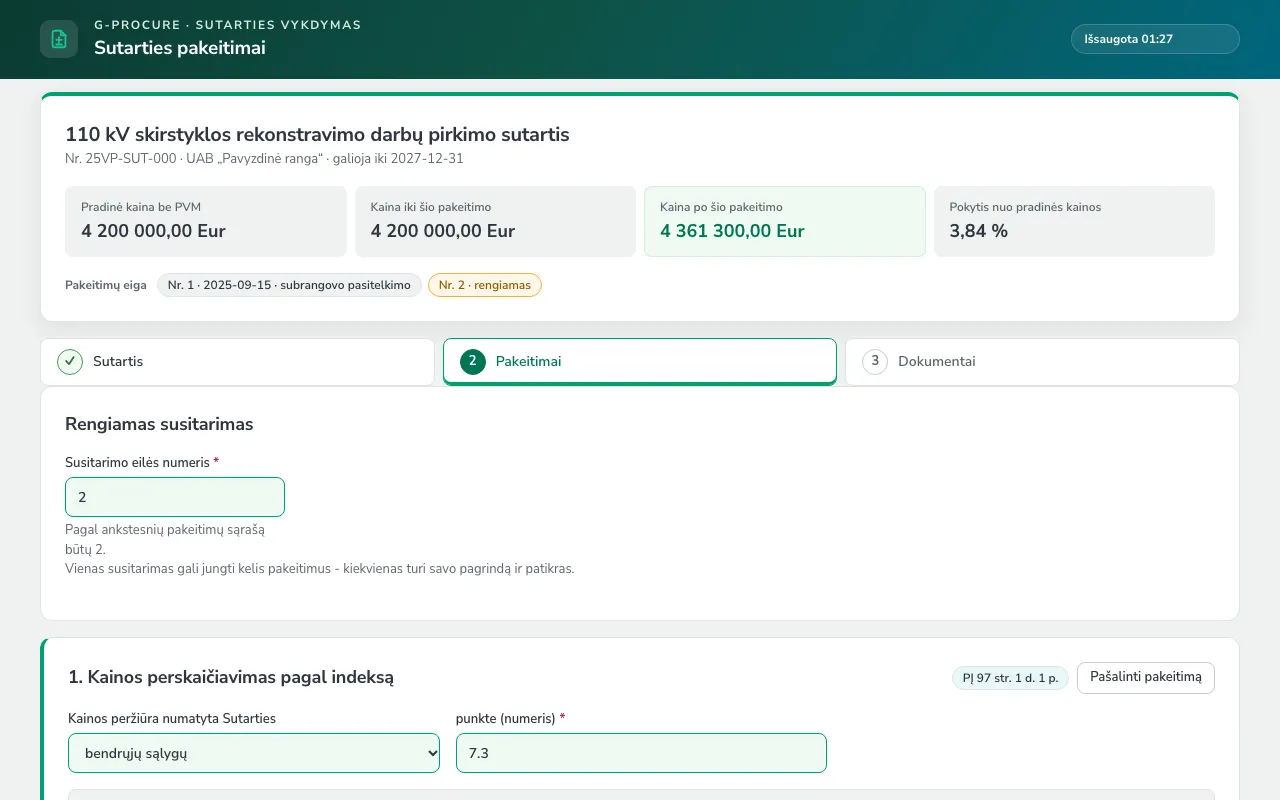 G-PROCURE · SUTARTIES VYKDYMAS
Sutarties pakeitimai
Išsaugota 01:27
110 kV skirstyklos rekonstravimo darbų pirkimo sutartis
Nr. 25VP-SUT-000 · UAB „Pavyzdinė ranga“ · galioja iki 2027-12-31
Pradinė kaina be PVM
4 200 000,00 Eur
Kaina iki šio pakeitimo
4 200 000,00 Eur
Kaina po šio pakeitimo
4 361 300,00 Eur
Pokytis nuo pradinės kainos
3,84 %
Pakeitimų eiga
Nr. 1 · 2025-09-15 · subrangovo pasitelkimo
Nr. 2 · rengiamas
Sutartis
2 Pakeitimai
3 Dokumentai
Rengiamas susitarimas
Susitarimo eilės numeris *
2
Pagal ankstesnių pakeitimų sąrašą
būtų 2.
Vienas susitarimas gali jungti kelis pakeitimus - kiekvienas turi savo pagrindą ir patikras.
1. Kainos perskaičiavimas pagal indeksą
PĮ 97 str. 1 d. 1 p.
Pašalinti pakeitimą
Kainos peržiūra numatyta Sutarties
bendrųjų sąlygų
punkte (numeris) *
7.3